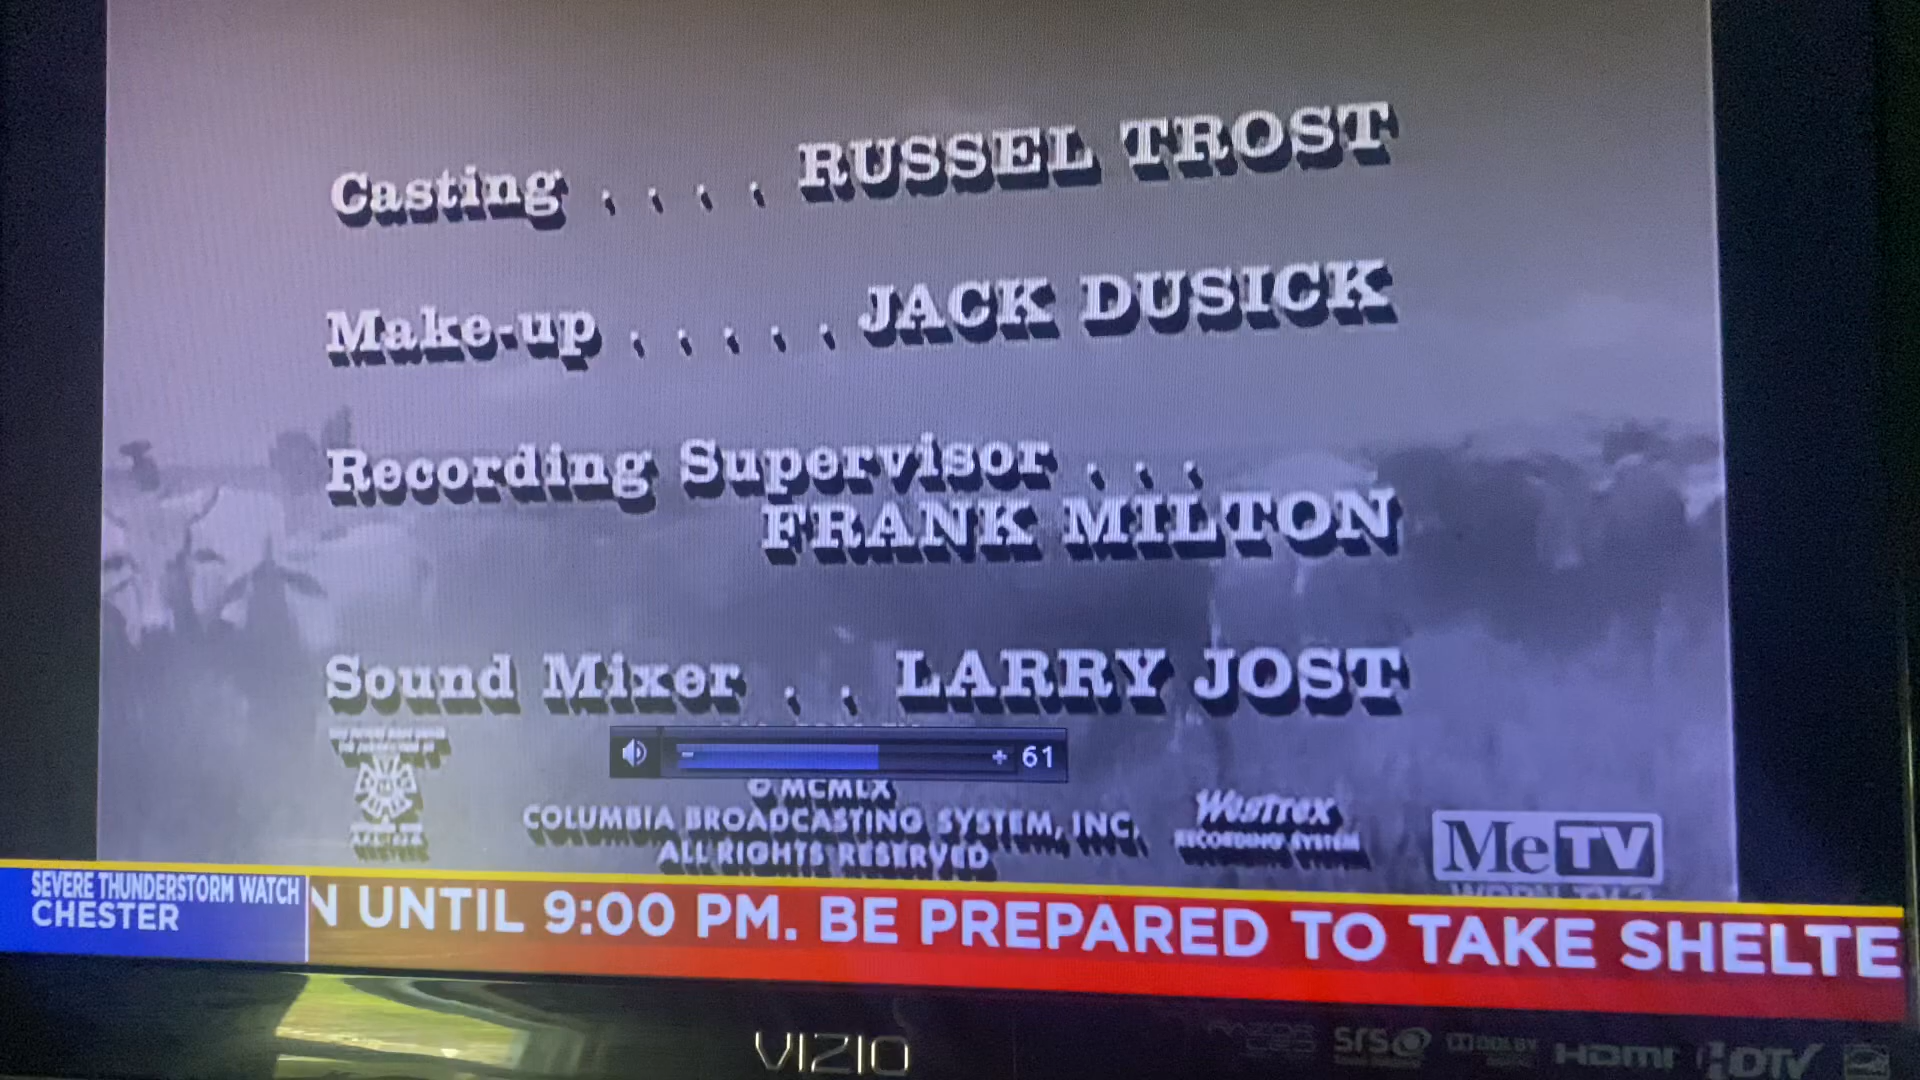 Casting . . . . RUSSEL TROST
Make-up . . . . . JACK DUSICK
Recording Supervisor . . .
FRANK MILTON
Sound Mixer . . LARRY JOST
61
© MCMLX
COLUMBIA BROADCASTING SYSTEM, INC.
ALL RIGHTS RESERVED
Westrex
RECORDING SYSTEM
MeTV
SEVERE THUNDERSTORM WATCH
CHESTER
N UNTIL 9:00 PM. BE PREPARED TO TAKE SHELTE
VIZIO
SRS
DOLBY
HDMI
HDTV